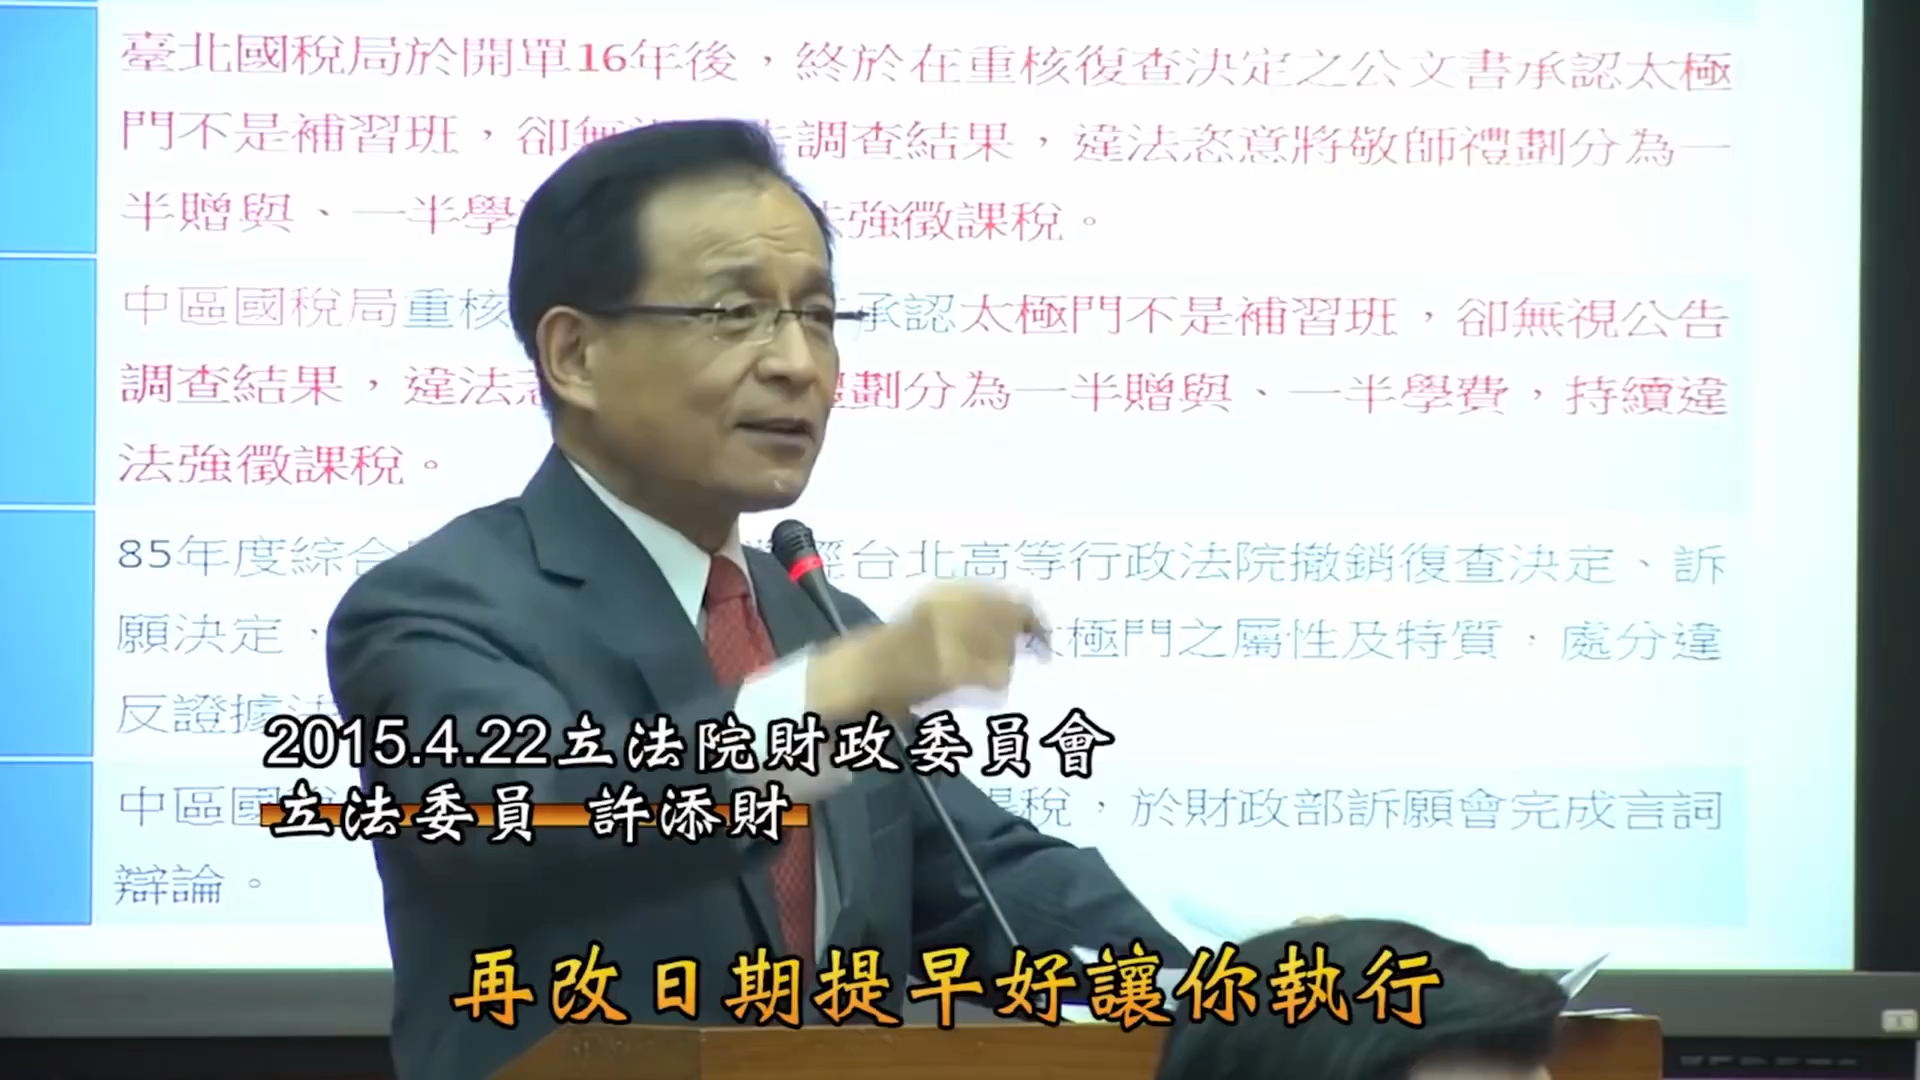 臺北國稅局於開單16年後，終於在重核復查決定之公文書承認太極
門不是補習班，卻無 告調查結果，違法恣意將敬師禮劃分為一
半贈與、一半學 強徵課稅。
中區國稅局重核 承認太極門不是補習班，卻無視公告
調查結果，違法恣 禮劃分為一半贈與、一半學費，持續違
法強徵課稅。
85年度綜合 經台北高等行政法院撤銷復查決定、訴
願決定， 太極門之屬性及特質，處分違
反證據法
2015.4.22立法院財政委員會
中區國 課稅，於財政部訴願會完成言詞
立法委員 許添財
辯論。
再改日期提早好讓你執行